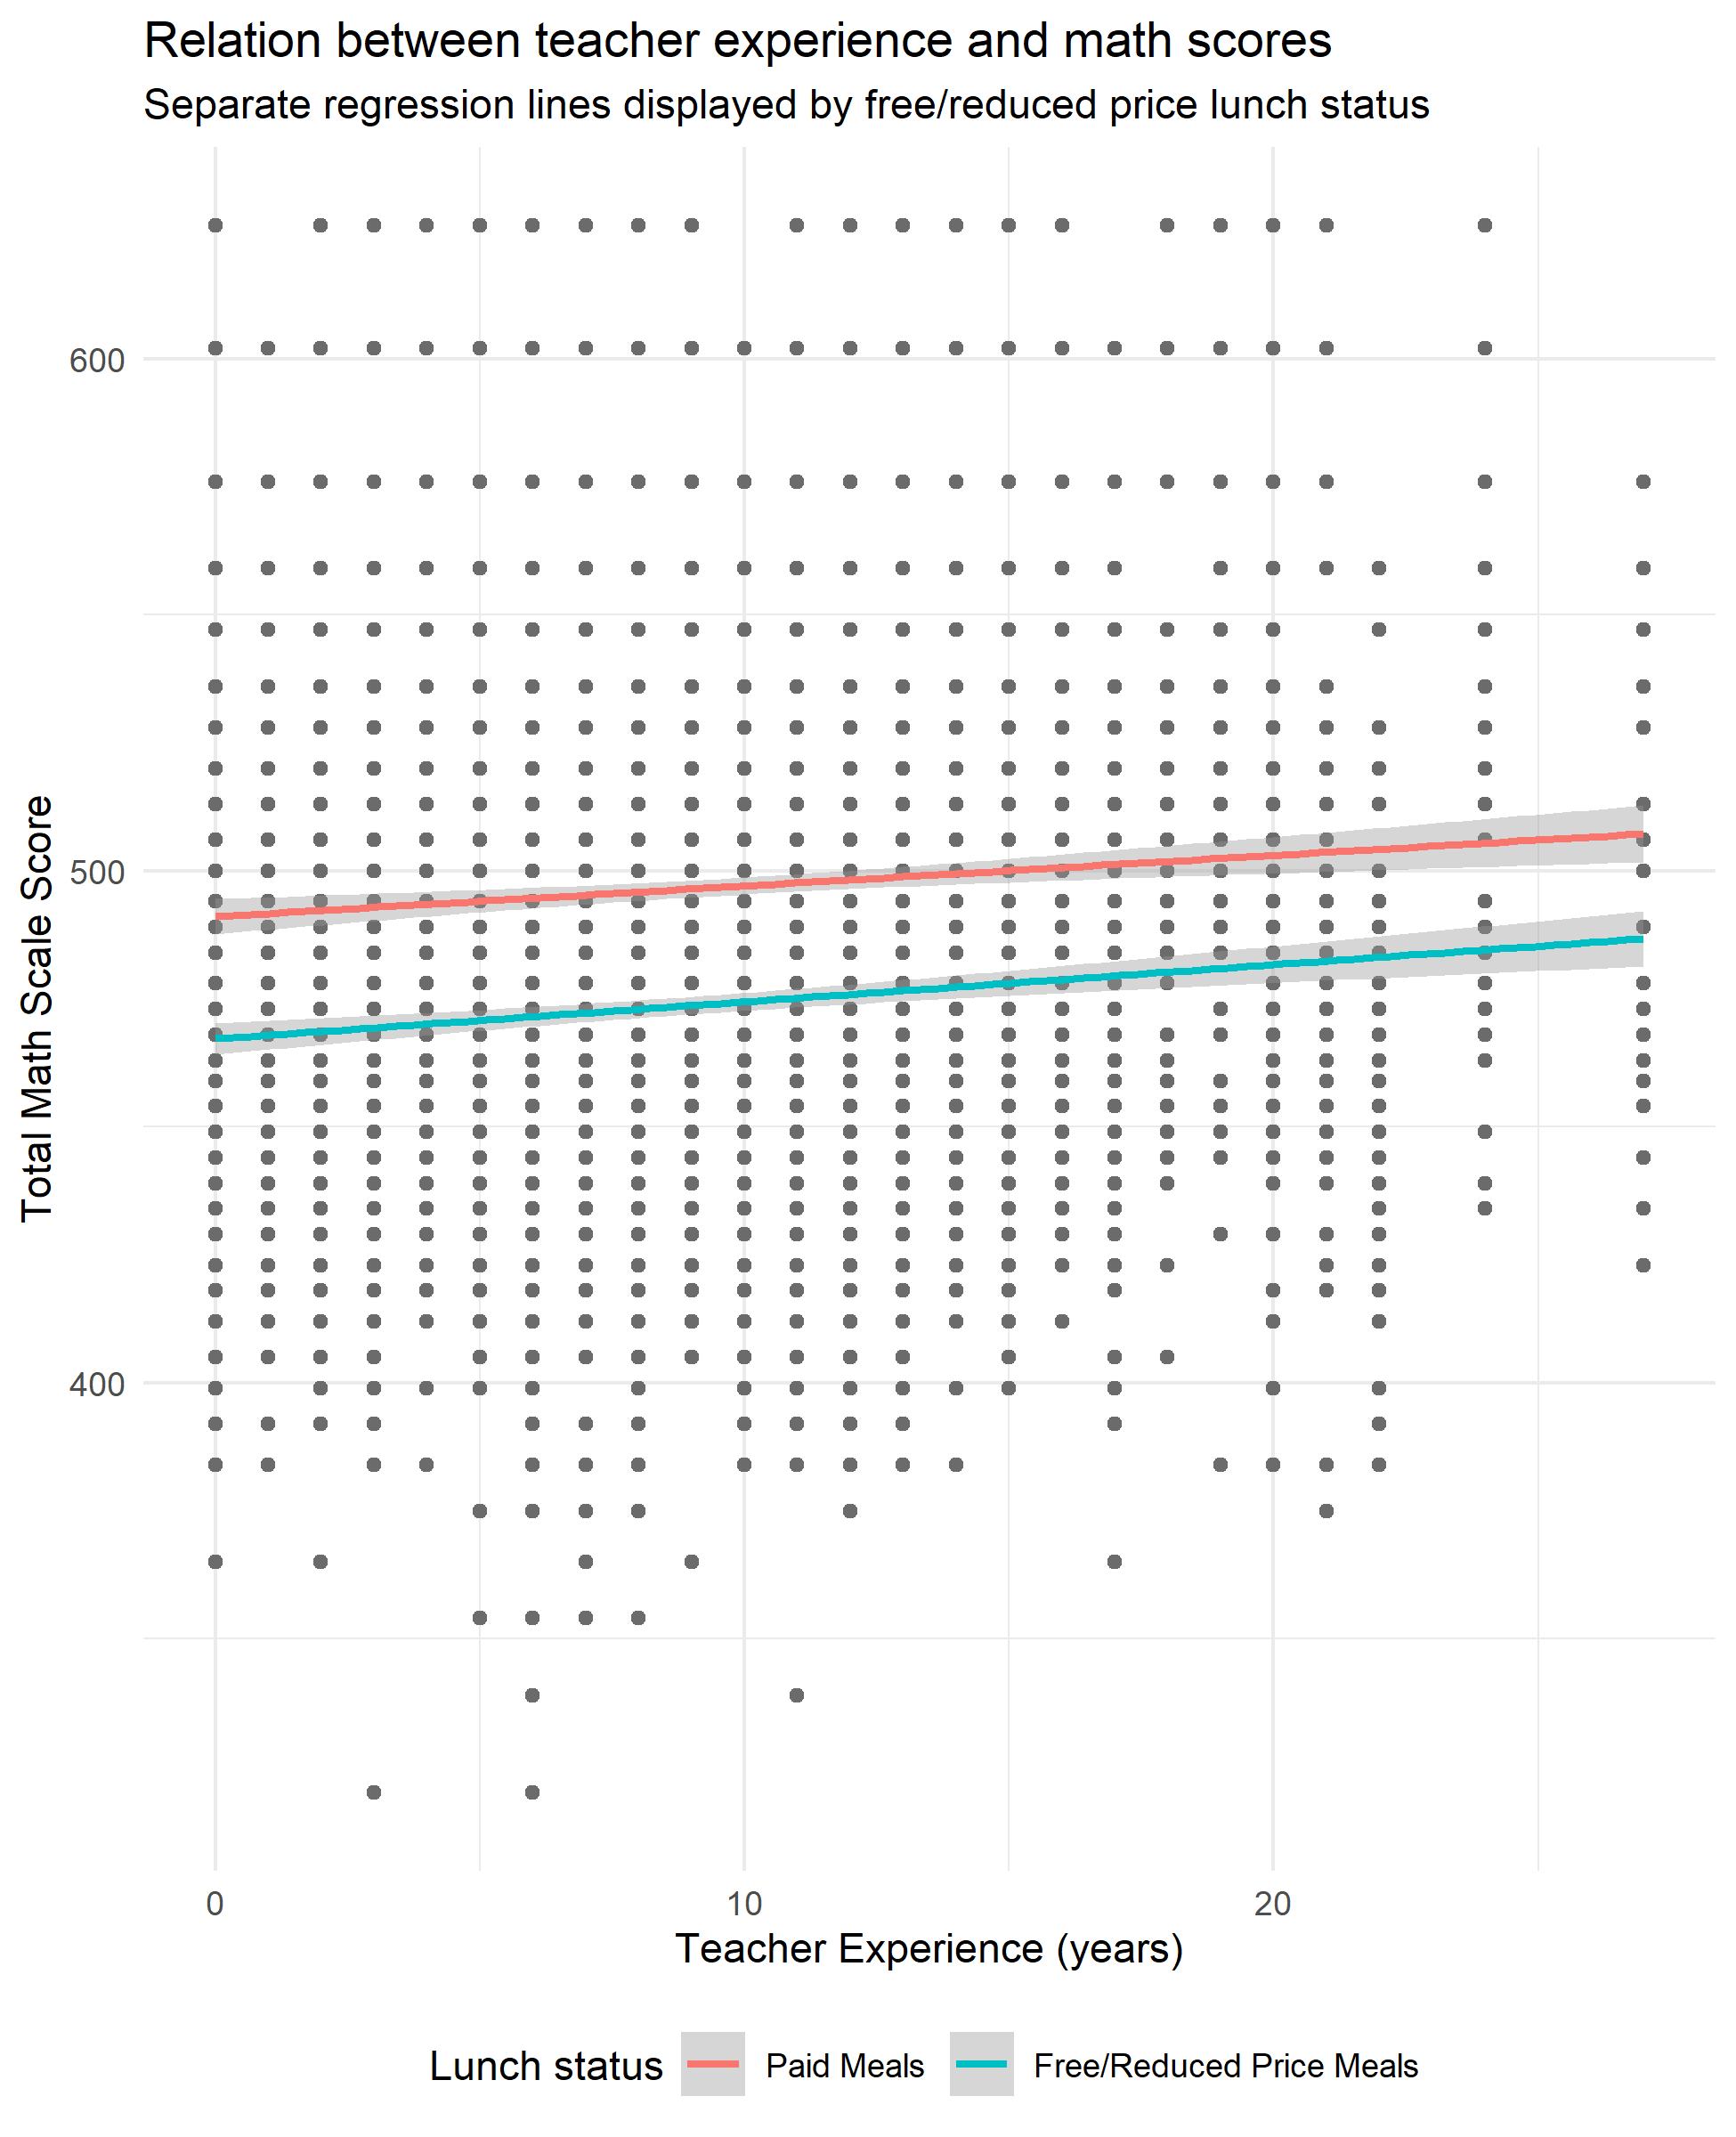 Relation between teacher experience and math scores
Separate regression lines displayed by free/reduced price lunch status
Total Math Scale Score
600
500
400
0 10 20
Teacher Experience (years)
Lunch status Paid Meals Free/Reduced Price Meals